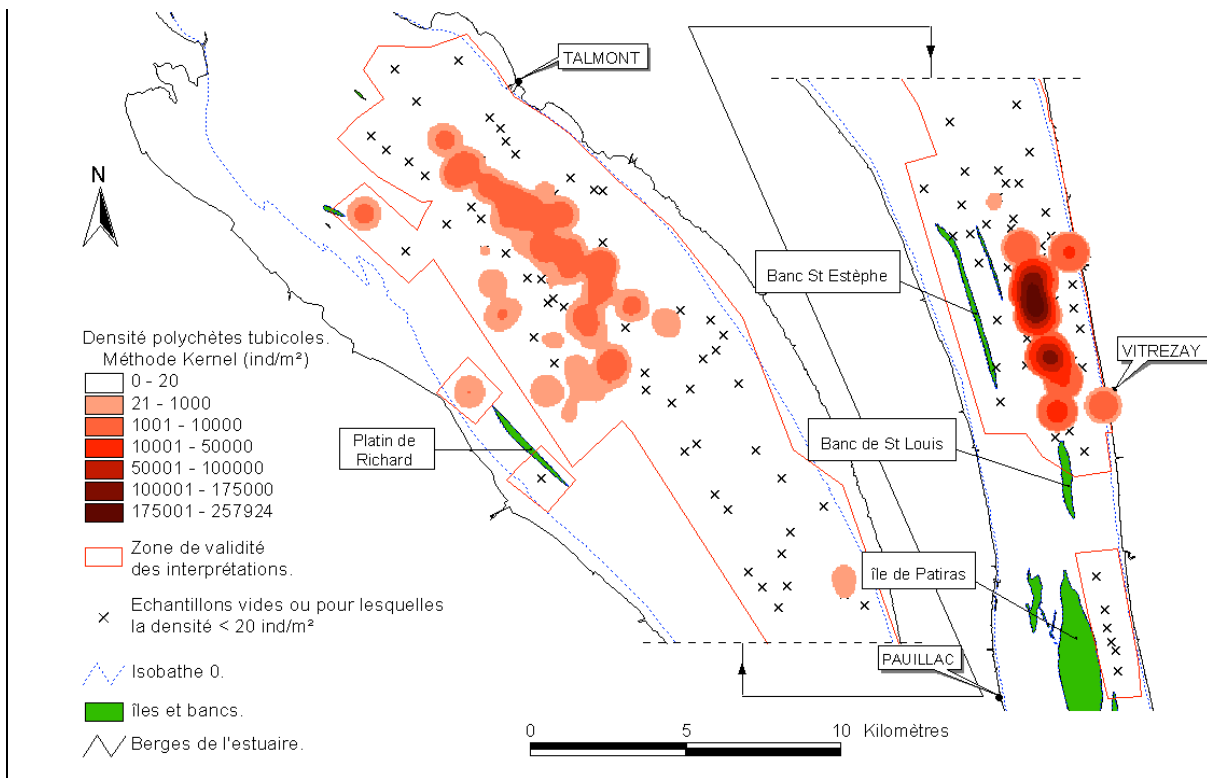 TALMONT
N
Banc St Estèphe
VITREZAY
Banc de St Louis
Platin de
Richard
île de Patiras
PAUILLAC
Densité polychètes tubicoles.
Méthode Kernel (ind/m²)
0 - 20
21 - 1000
1001 - 10000
10001 - 50000
50001 - 100000
100001 - 175000
175001 - 257924
Zone de validité
des interprétations.
Echantillons vides ou pour lesquelles
la densité < 20 ind/m²
Isobathe 0.
îles et bancs.
Berges de l'estuaire.
0 5 10 Kilomètres